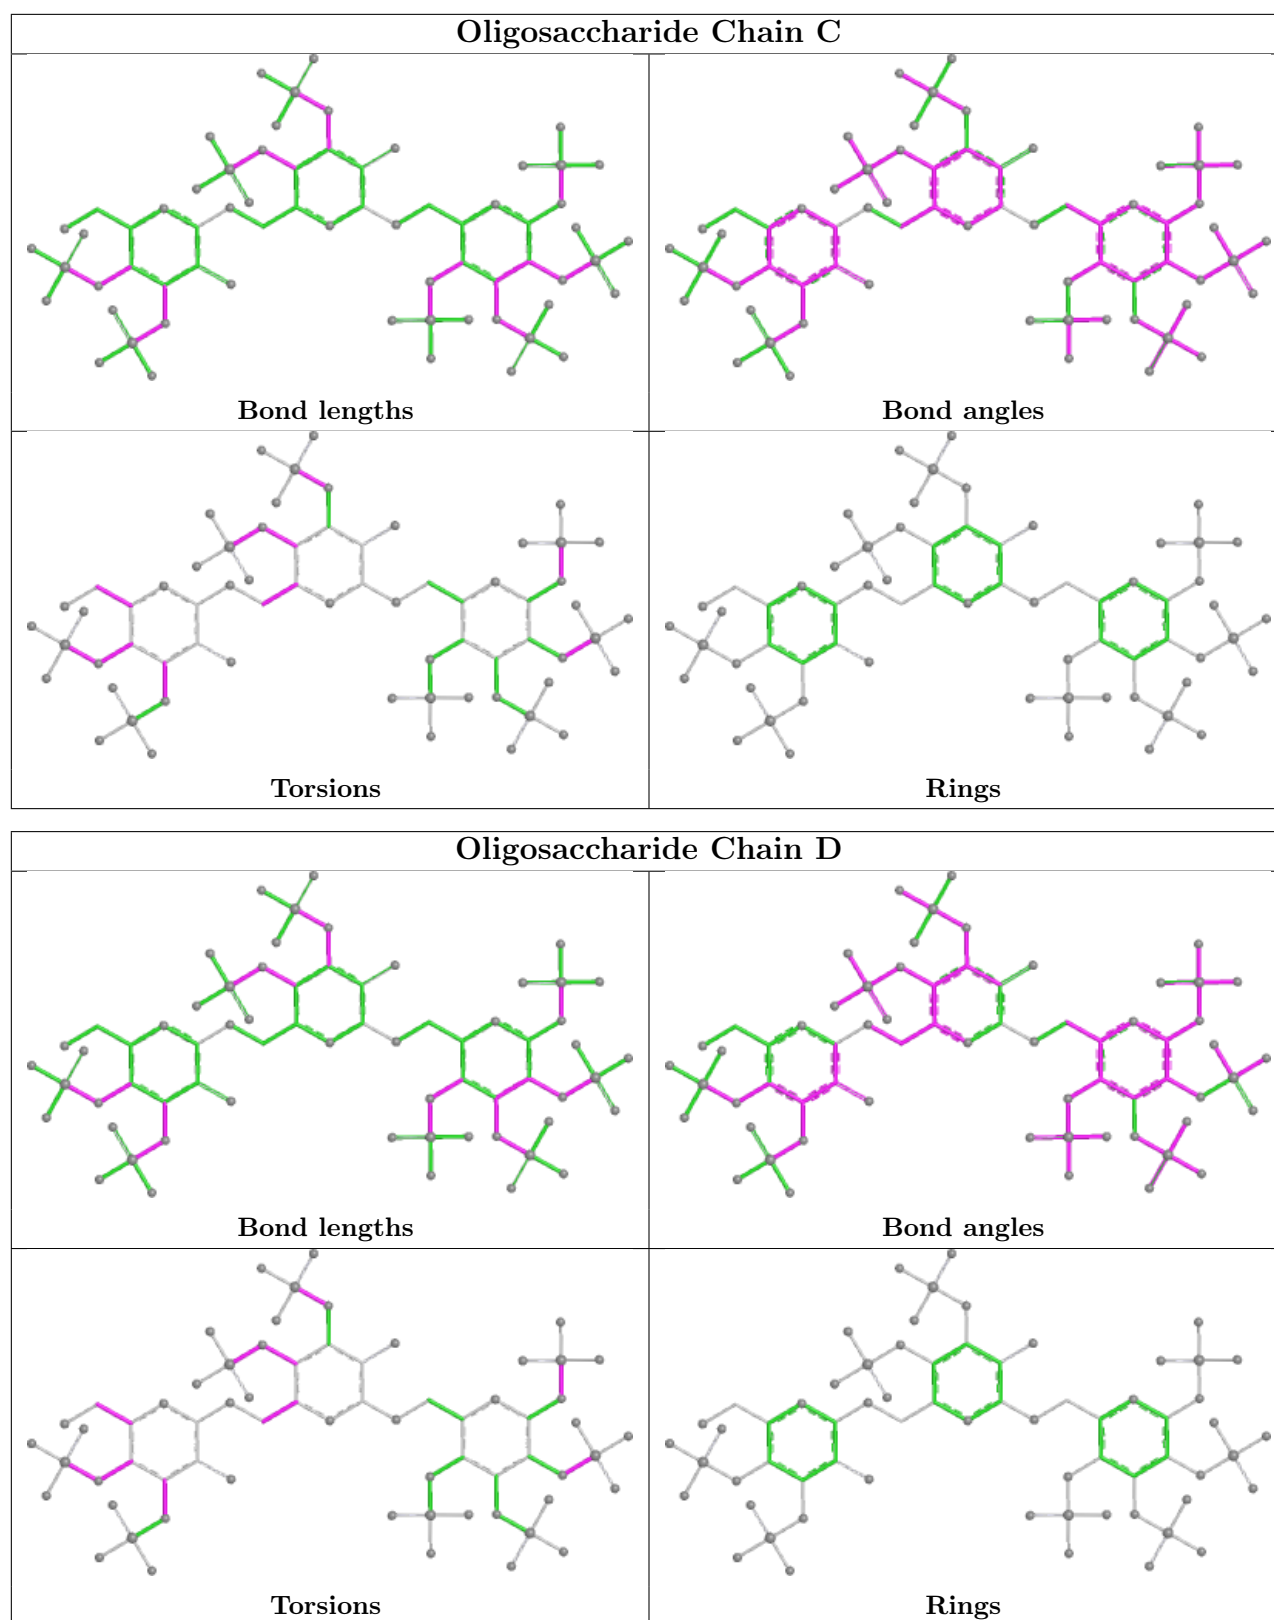 Oligosaccharide Chain C
Bond lengths
Bond angles
Torsions
Rings
Oligosaccharide Chain D
Bond lengths
Bond angles
Torsions
Rings